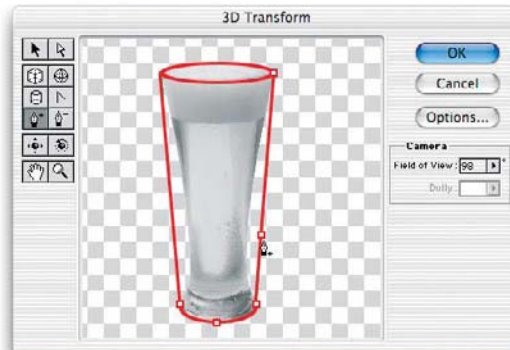 3D Transform
OK
Cancel
Options...
Camera
Field of View: 98 °
Dolly: